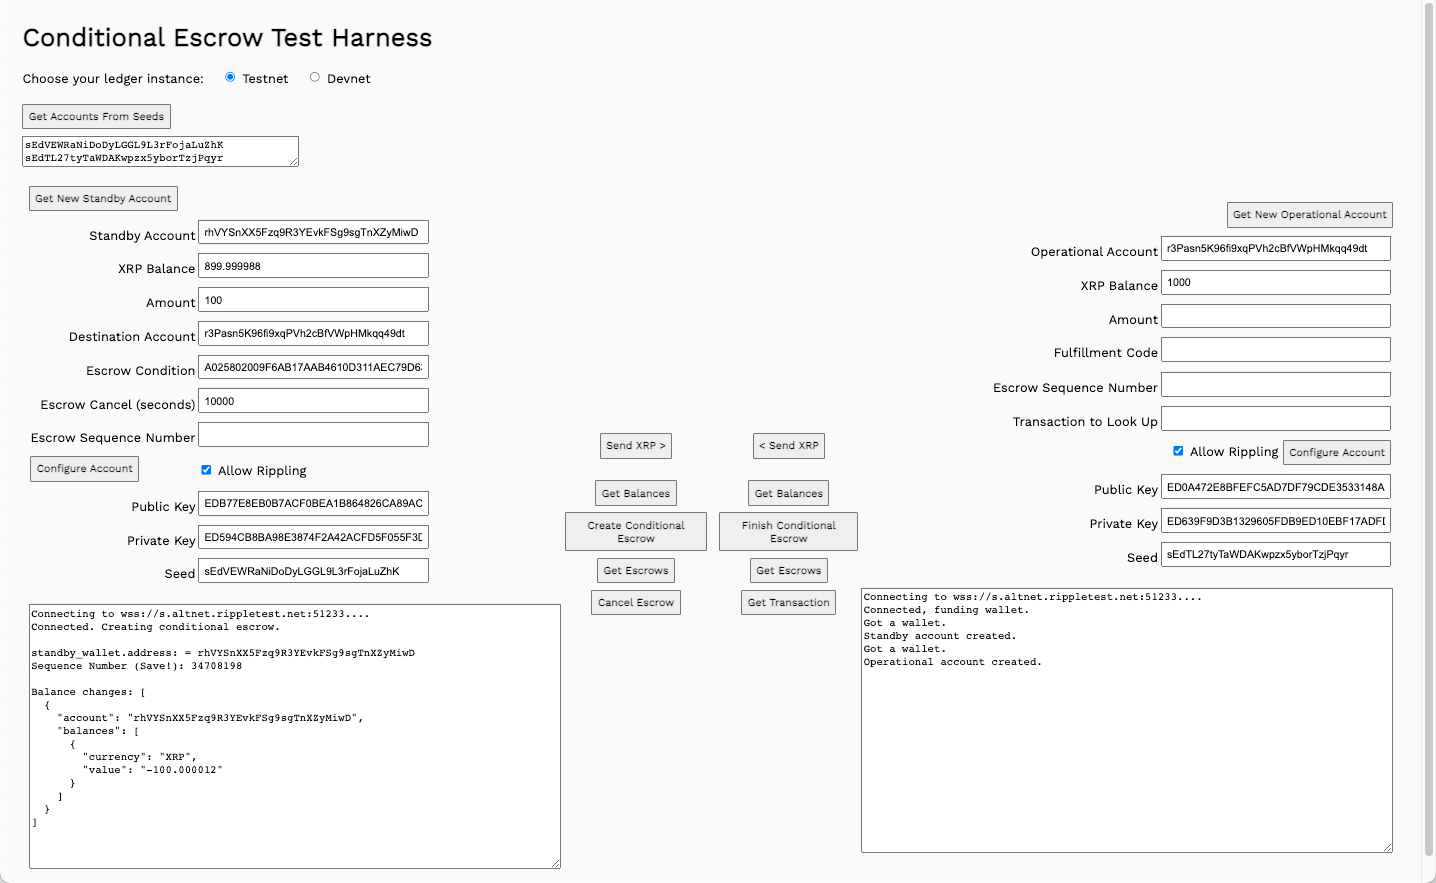 Conditional Escrow Test Harness
Choose your ledger instance: Testnet Devnet
Get Accounts From Seeds
sEdVEWRaNiDoDyLGGL9L3rFojaLuZhK
sEdTL27tyTaWDAKwpzx5yborTzjPqyr
Get New Standby Account
Standby Account rhVYSnXX5Fzq9R3YEvkFSg9sgTnXZyMiwD
XRP Balance 899.999988
Amount 100
Destination Account r3Pasn5K96fi9xqPVh2cBfVWpHMkqq49dt
Escrow Condition A025802009F6AB17AAB4610D311AEC79D6
Escrow Cancel (seconds) 10000
Escrow Sequence Number
Configure Account Allow Rippling
Public Key EDB77E8EB0B7ACF0BEA1B864826CA89AC
Private Key ED594CB8BA98E3874F2A42ACFD5F055F3D
Seed sEdVEWRaNiDoDyLGGL9L3rFojaLuZhK
Connecting to wss://s.altnet.rippletest.net:51233....
Connected. Creating conditional escrow.
standby_wallet.address: = rhVYSnXX5Fzq9R3YEvkFSg9sgTnXZyMiwD
Sequence Number (Save!): 34708198
Balance changes: [
{
"account": "rhVYSnXX5Fzq9R3YEvkFSg9sgTnXZyMiwD",
"balances": [
{
"currency": "XRP",
"value": "-100.000012"
}
]
}
]
Send XRP > < Send XRP
Get Balances Get Balances
Create Conditional
Escrow
Finish Conditional
Escrow
Get Escrows Get Escrows
Cancel Escrow Get Transaction
Get New Operational Account
Operational Account r3Pasn5K96fi9xqPVh2cBfVWpHMkqq49dt
XRP Balance 1000
Amount
Fulfillment Code
Escrow Sequence Number
Transaction to Look Up
Allow Rippling Configure Account
Public Key ED0A472E8BFEFC5AD7DF79CDE3533148A
Private Key ED639F9D3B1329605FDB9ED10EBF17ADF
Seed sEdTL27tyTaWDAKwpzx5yborTzjPqyr
Connecting to wss://s.altnet.rippletest.net:51233....
Connected, funding wallet.
Got a wallet.
Standby account created.
Got a wallet.
Operational account created.